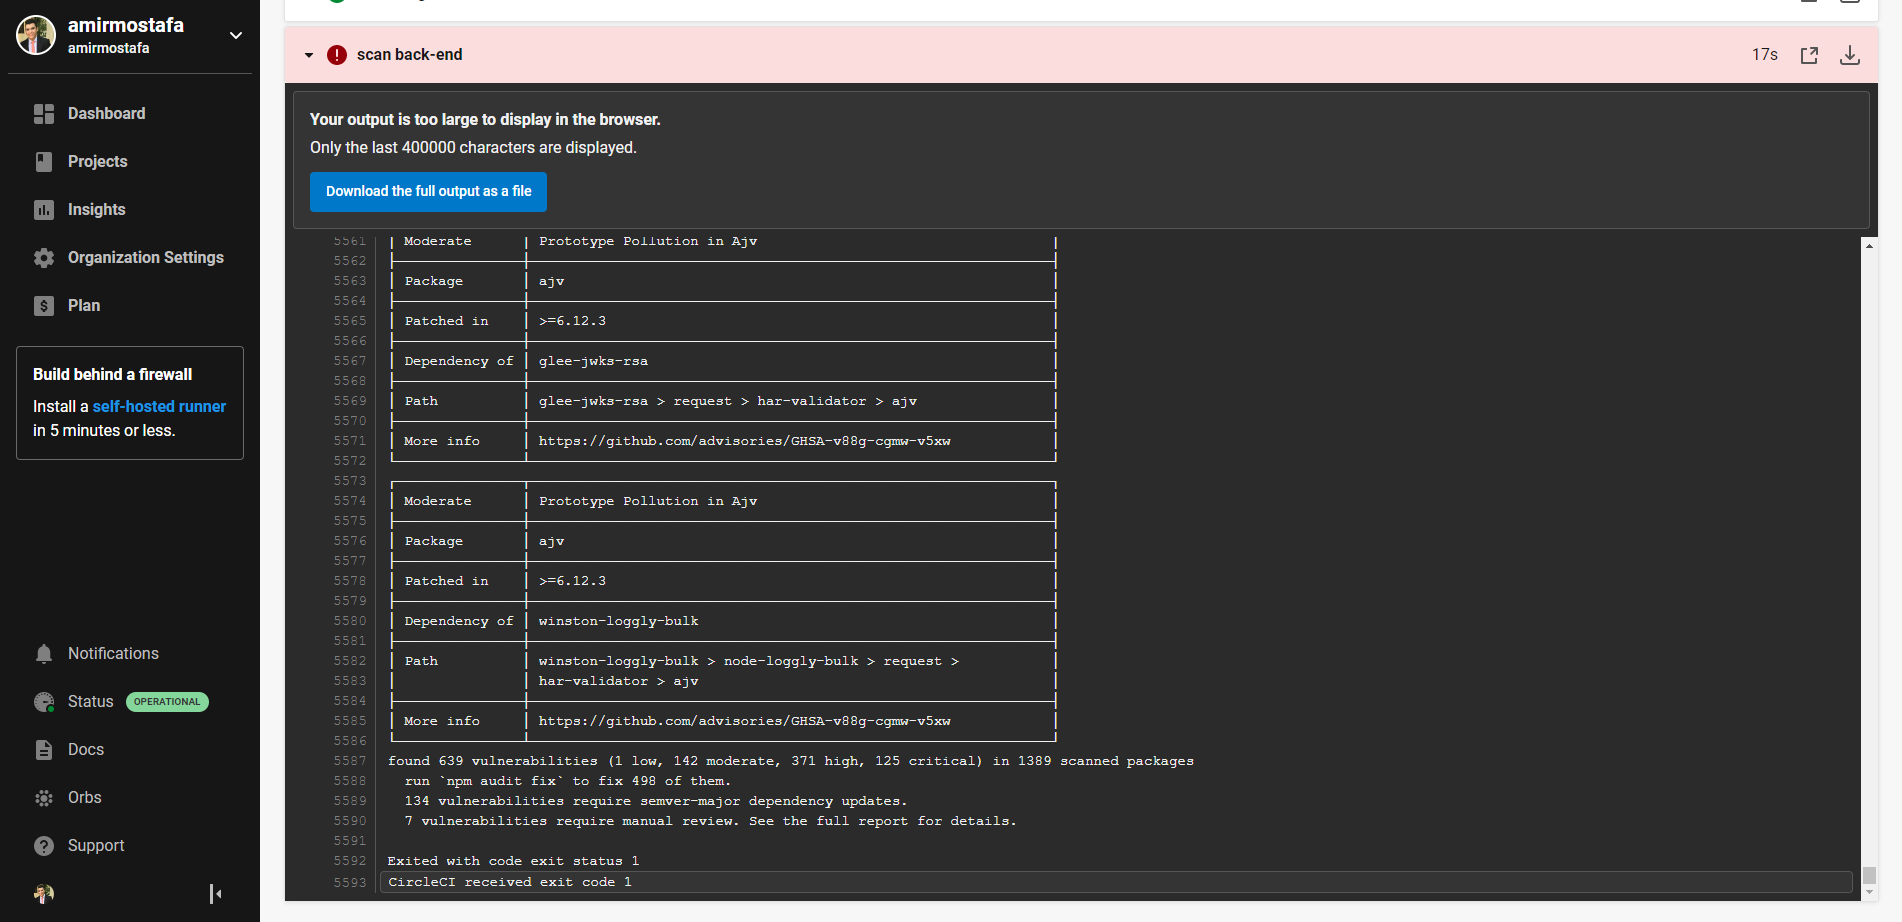 amirmostafa
amirmostafa
Dashboard
Projects
Insights
Organization Settings
Plan
Build behind a firewall
Install a self-hosted runner
in 5 minutes or less.
Notifications
Status OPERATIONAL
Docs
Orbs
Support
scan back-end 17s
Your output is too large to display in the browser.
Only the last 400000 characters are displayed.
Download the full output as a file
5561 Moderate Prototype Pollution in Ajv
5562
5563 Package ajv
5564
5565 Patched in >=6.12.3
5566
5567 Dependency of glee-jwks-rsa
5568
5569 Path glee-jwks-rsa > request > har-validator > ajv
5570
5571 More info https://github.com/advisories/GHSA-v88g-cgmw-v5xw
5572
5573
5574 Moderate Prototype Pollution in Ajv
5575
5576 Package ajv
5577
5578 Patched in >=6.12.3
5579
5580 Dependency of winston-loggly-bulk
5581
5582 Path winston-loggly-bulk > node-loggly-bulk > request >
5583 har-validator > ajv
5584
5585 More info https://github.com/advisories/GHSA-v88g-cgmw-v5xw
5586
5587 found 639 vulnerabilities (1 low, 142 moderate, 371 high, 125 critical) in 1389 scanned packages
5588 run `npm audit fix` to fix 498 of them.
5589 134 vulnerabilities require semver-major dependency updates.
5590 7 vulnerabilities require manual review. See the full report for details.
5591
5592 Exited with code exit status 1
5593 CircleCI received exit code 1